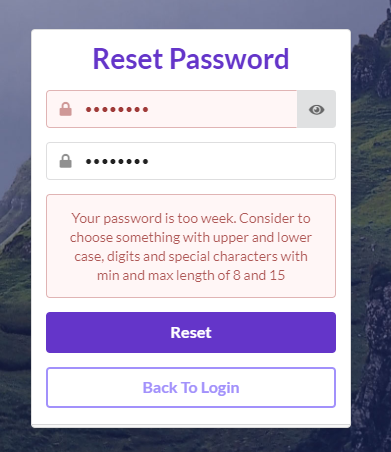 Reset Password
••••••••
••••••••
Your password is too week. Consider to
choose something with upper and lower
case, digits and special characters with
min and max length of 8 and 15
Reset
Back To Login